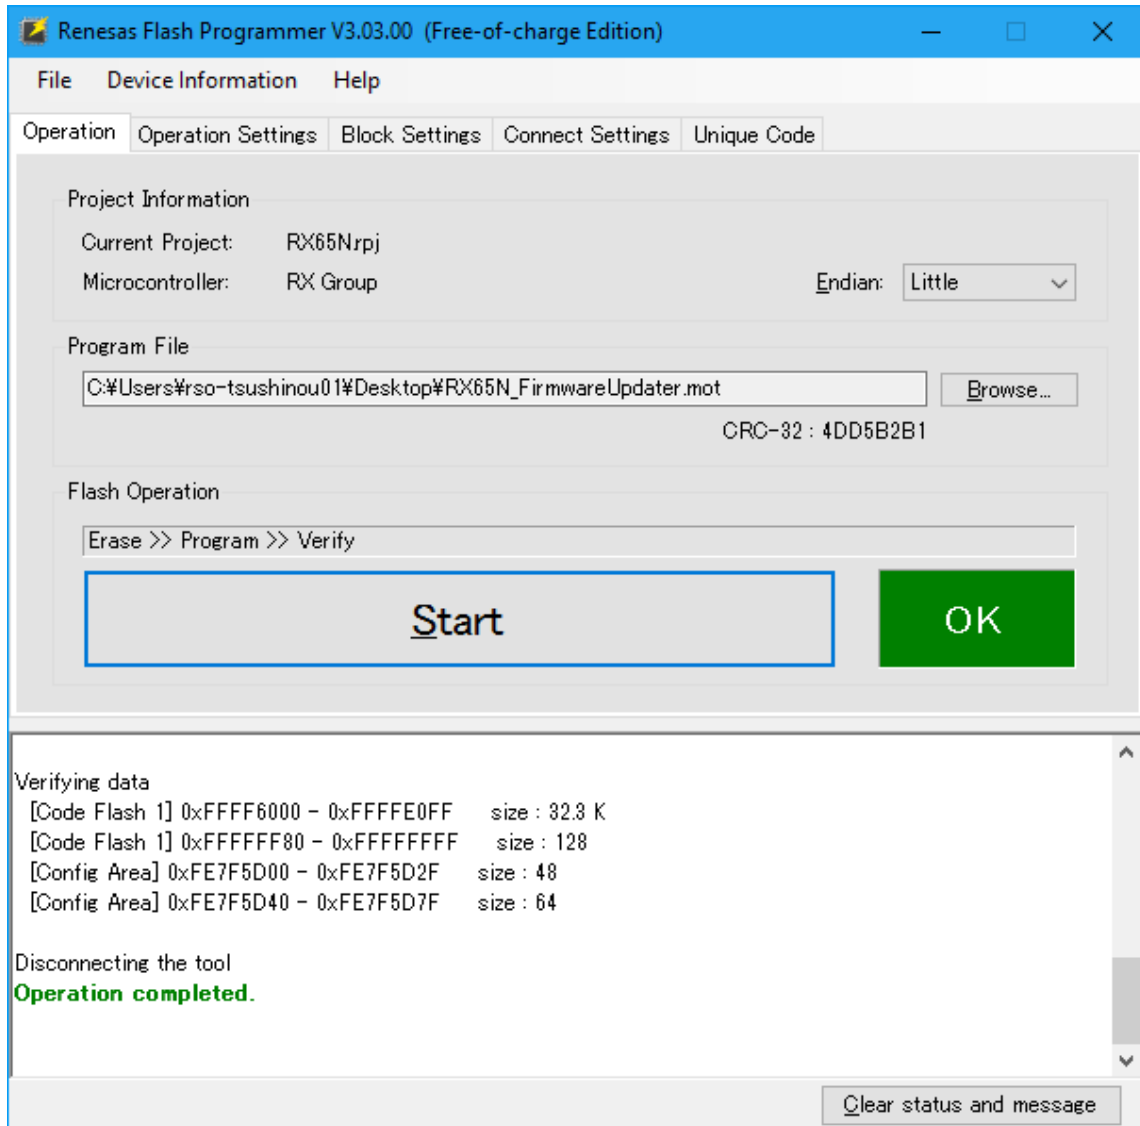 Renesas Flash Programmer V3.03.00 (Free-of-charge Edition)
File Device Information Help
Operation Operation Settings Block Settings Connect Settings Unique Code
Project Information
Current Project: RX65N.rpj
Microcontroller: RX Group Endian: Little
Program File
C:¥Users¥rso-tsushinou01¥Desktop¥RX65N_FirmwareUpdater.mot Browse...
CRC-32 : 4DD5B2B1
Flash Operation
Erase >> Program >> Verify
Start OK
Verifying data
[Code Flash 1] 0xFFFF6000 - 0xFFFFE0FF size : 32.3 K
[Code Flash 1] 0xFFFFFF80 - 0xFFFFFFFF size : 128
[Config Area] 0xFE7F5D00 - 0xFE7F5D2F size : 48
[Config Area] 0xFE7F5D40 - 0xFE7F5D7F size : 64
Disconnecting the tool
Operation completed.
Clear status and message